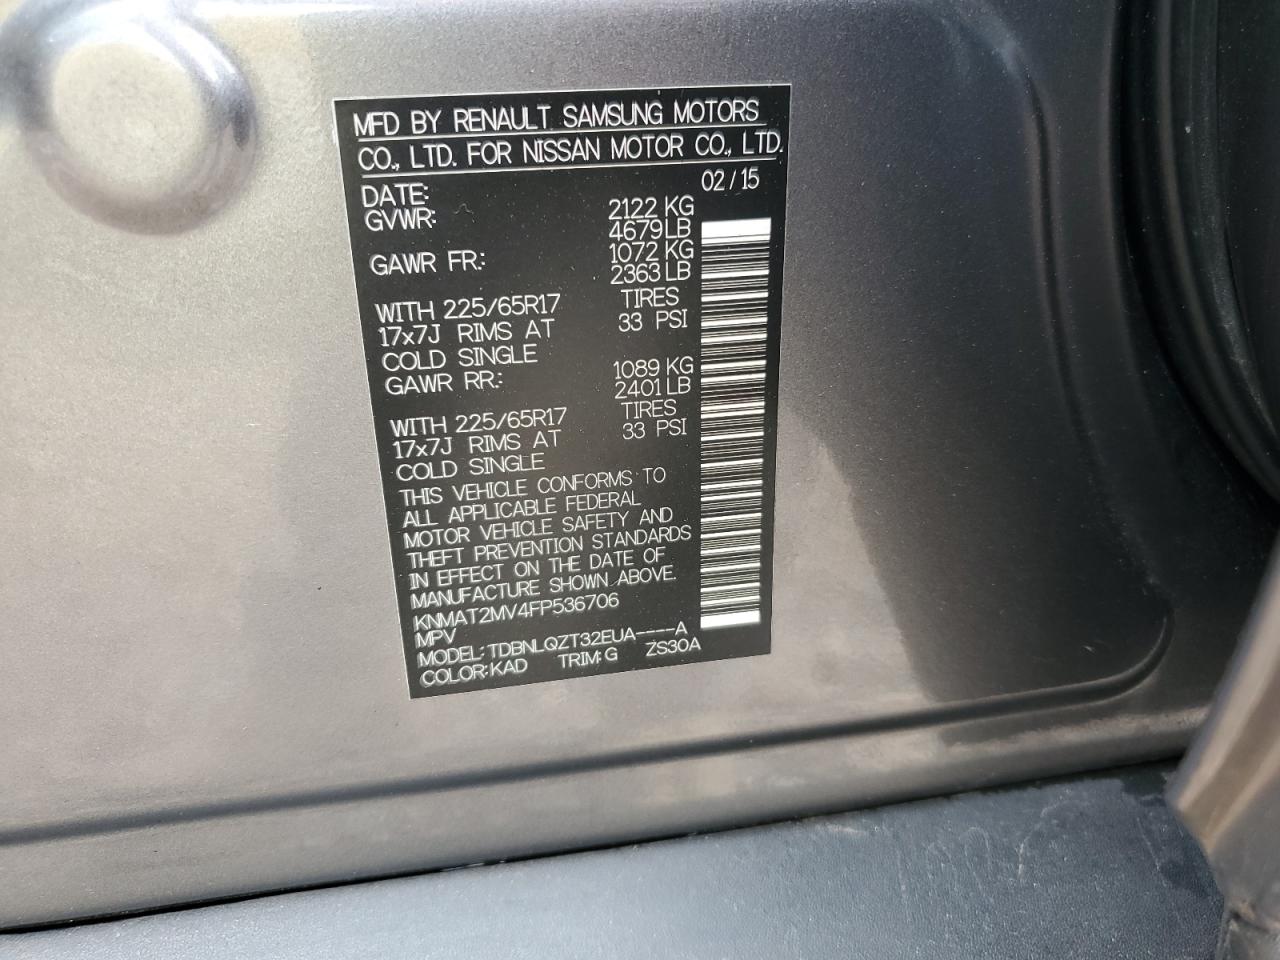 MFD BY RENAULT SAMSUNG MOTORS
CO., LTD. FOR NISSAN MOTOR CO., LTD.
DATE: 02/15
GVWR: 2122 KG
4679 LB
GAWR FR: 1072 KG
2363 LB
WITH 225/65R17 TIRES
17x7J RIMS AT 33 PSI
COLD SINGLE
GAWR RR: 1089 KG
2401 LB
WITH 225/65R17 TIRES
17x7J RIMS AT 33 PSI
COLD SINGLE
THIS VEHICLE CONFORMS TO
ALL APPLICABLE FEDERAL
MOTOR VEHICLE SAFETY AND
THEFT PREVENTION STANDARDS
IN EFFECT ON THE DATE OF
MANUFACTURE SHOWN ABOVE.
KNMAT2MV4FP536706
MPV
MODEL: TDBNLQZT32EUA----A
COLOR: KAD TRIM: G ZS30A